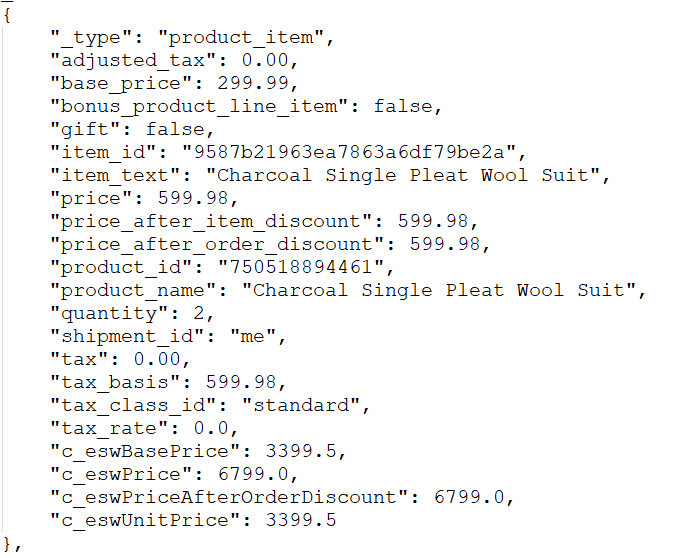 {
"_type": "product_item",
"adjusted_tax": 0.00,
"base_price": 299.99,
"bonus_product_line_item": false,
"gift": false,
"item_id": "9587b21963ea7863a6df79be2a",
"item_text": "Charcoal Single Pleat Wool Suit",
"price": 599.98,
"price_after_item_discount": 599.98,
"price_after_order_discount": 599.98,
"product_id": "750518894461",
"product_name": "Charcoal Single Pleat Wool Suit",
"quantity": 2,
"shipment_id": "me",
"tax": 0.00,
"tax_basis": 599.98,
"tax_class_id": "standard",
"tax_rate": 0.0,
"c_eswBasePrice": 3399.5,
"c_eswPrice": 6799.0,
"c_eswPriceAfterOrderDiscount": 6799.0,
"c_eswUnitPrice": 3399.5
},